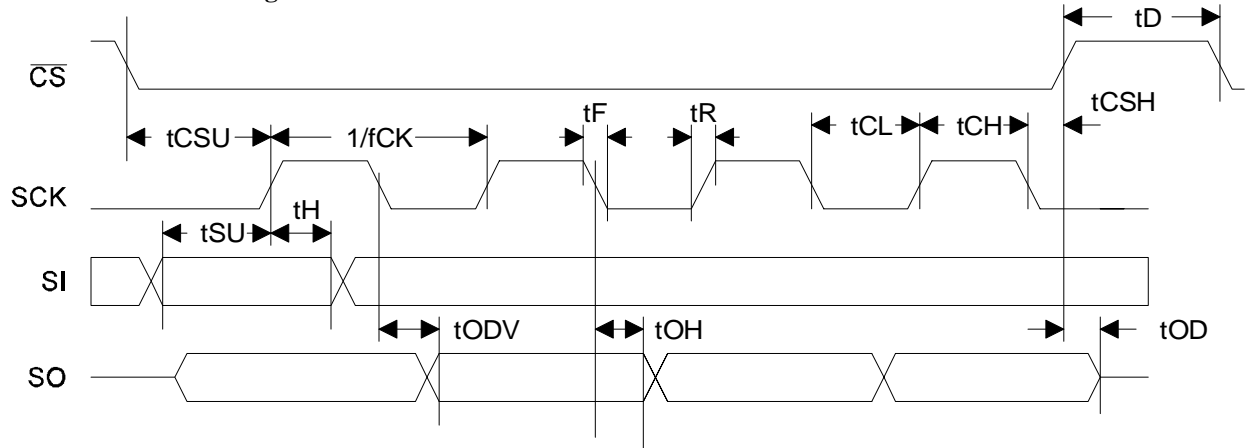 tD
CS
tCSH
tF tR
tCSU 1/fCK tCL tCH
SCK
tH
tSU
SI
tODV tOH tOD
SO